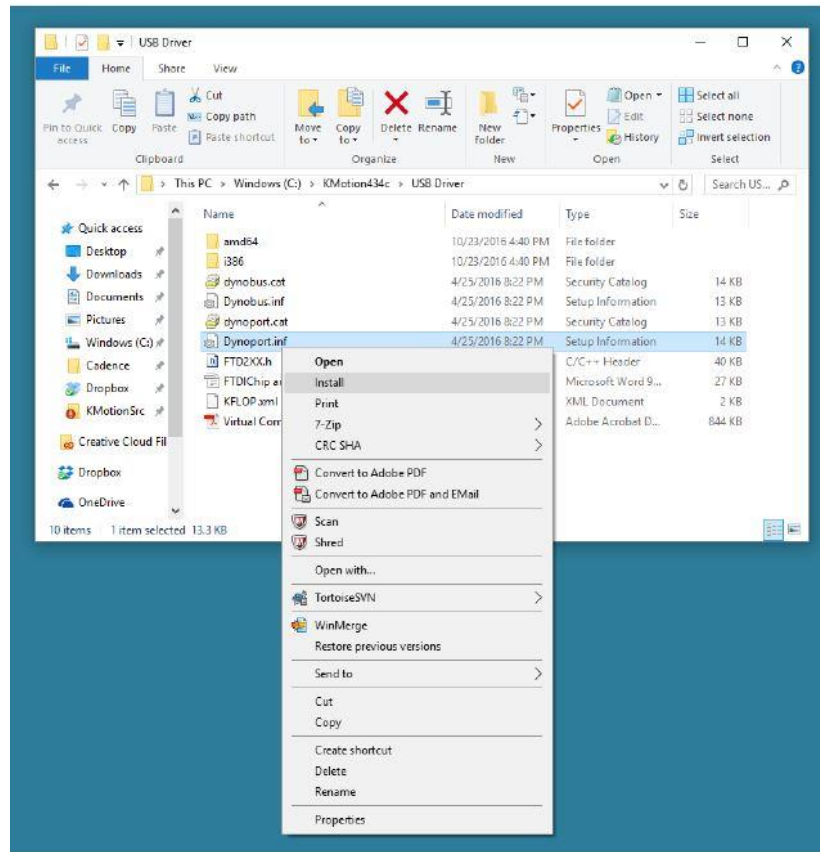 USB Driver
File Home Share View
Pin to Quick access
Copy
Paste
Cut
Copy path
Paste shortcut
Move to
Copy to
Delete
Rename
New folder
Properties
Open
Edit
History
Select all
Select none
Invert selection
Clipboard Organize New Open Select
This PC > Windows (C:) > KMotion434c > USB Driver Search US...
Name Date modified Type Size
Quick access
Desktop
Downloads
Documents
Pictures
Windows (C:)
Cadence
Dropbox
KMotionSrc
Creative Cloud Fil
Dropbox
OneDrive
amd64 10/23/2016 4:40 PM File folder
i386 10/23/2016 4:40 PM File folder
dynobus.cat 4/25/2016 8:22 PM Security Catalog 14 KB
Dynobus.inf 4/25/2016 8:22 PM Setup Information 13 KB
dynoport.cat 4/25/2016 8:22 PM Security Catalog 13 KB
Dynoport.inf 4/25/2016 8:22 PM Setup Information 14 KB
FTD2XX.h C/C++ Header 40 KB
FTDIChip Microsoft Word 9... 27 KB
KFLOP.xml XML Document 2 KB
Virtual Com Adobe Acrobat D... 844 KB
10 items 1 item selected 13.3 KB
Open
Install
Print
7-Zip
CRC SHA
Convert to Adobe PDF
Convert to Adobe PDF and EMail
Scan
Shred
Open with...
TortoiseSVN
WinMerge
Restore previous versions
Send to
Cut
Copy
Create shortcut
Delete
Rename
Properties